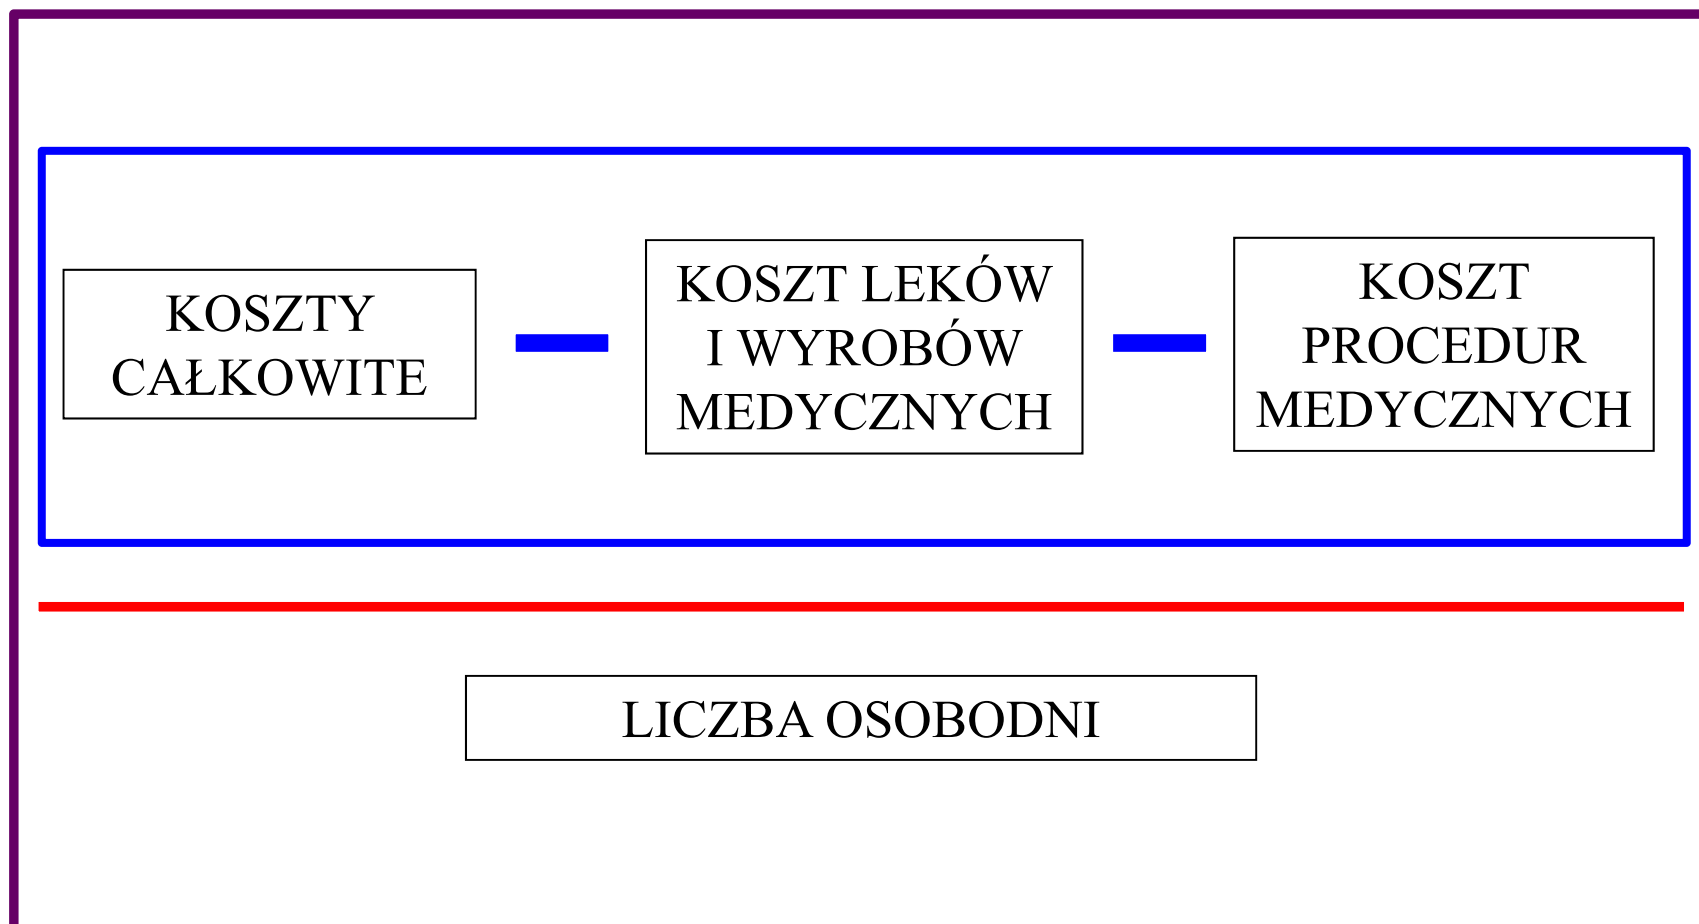 KOSZTY
CAŁKOWITE
KOSZT LEKÓW
I WYROBÓW
MEDYCZNYCH
KOSZT
PROCEDUR
MEDYCZNYCH
LICZBA OSOBODNI